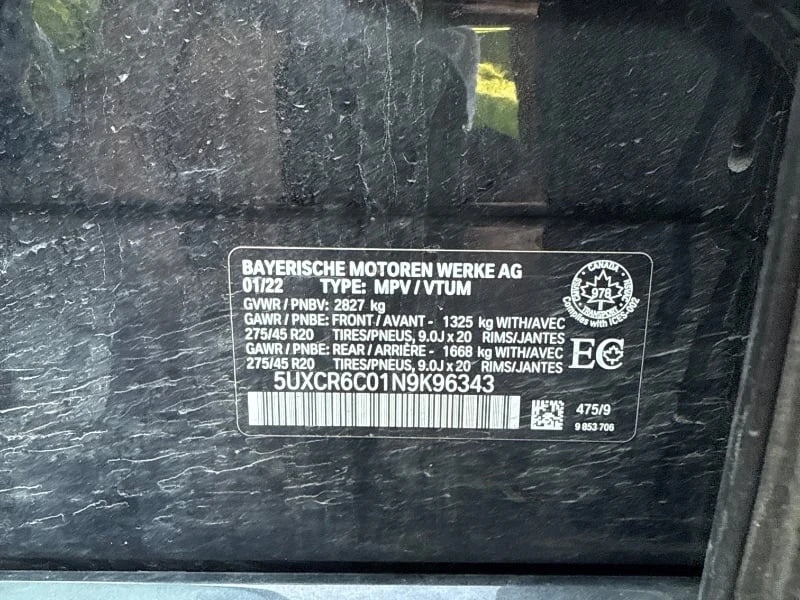 BAYERISCHE MOTOREN WERKE AG
01/22 TYPE: MPV / VTUM
GVWR / PNBV: 2827 kg
GAWR / PNBE: FRONT / AVANT - 1325 kg WITH/AVEC
275/45 R20 TIRES/PNEUS, 9.0J x 20 RIMS/JANTES
GAWR / PNBE: REAR / ARRIÈRE - 1668 kg WITH/AVEC
275/45 R20 TIRES/PNEUS, 9.0J x 20 RIMS/JANTES
5UXCR6C01N9K96343
CANADA
978
TRANSPORT
Complies with ICES-002
EC
475/9
9 853 706